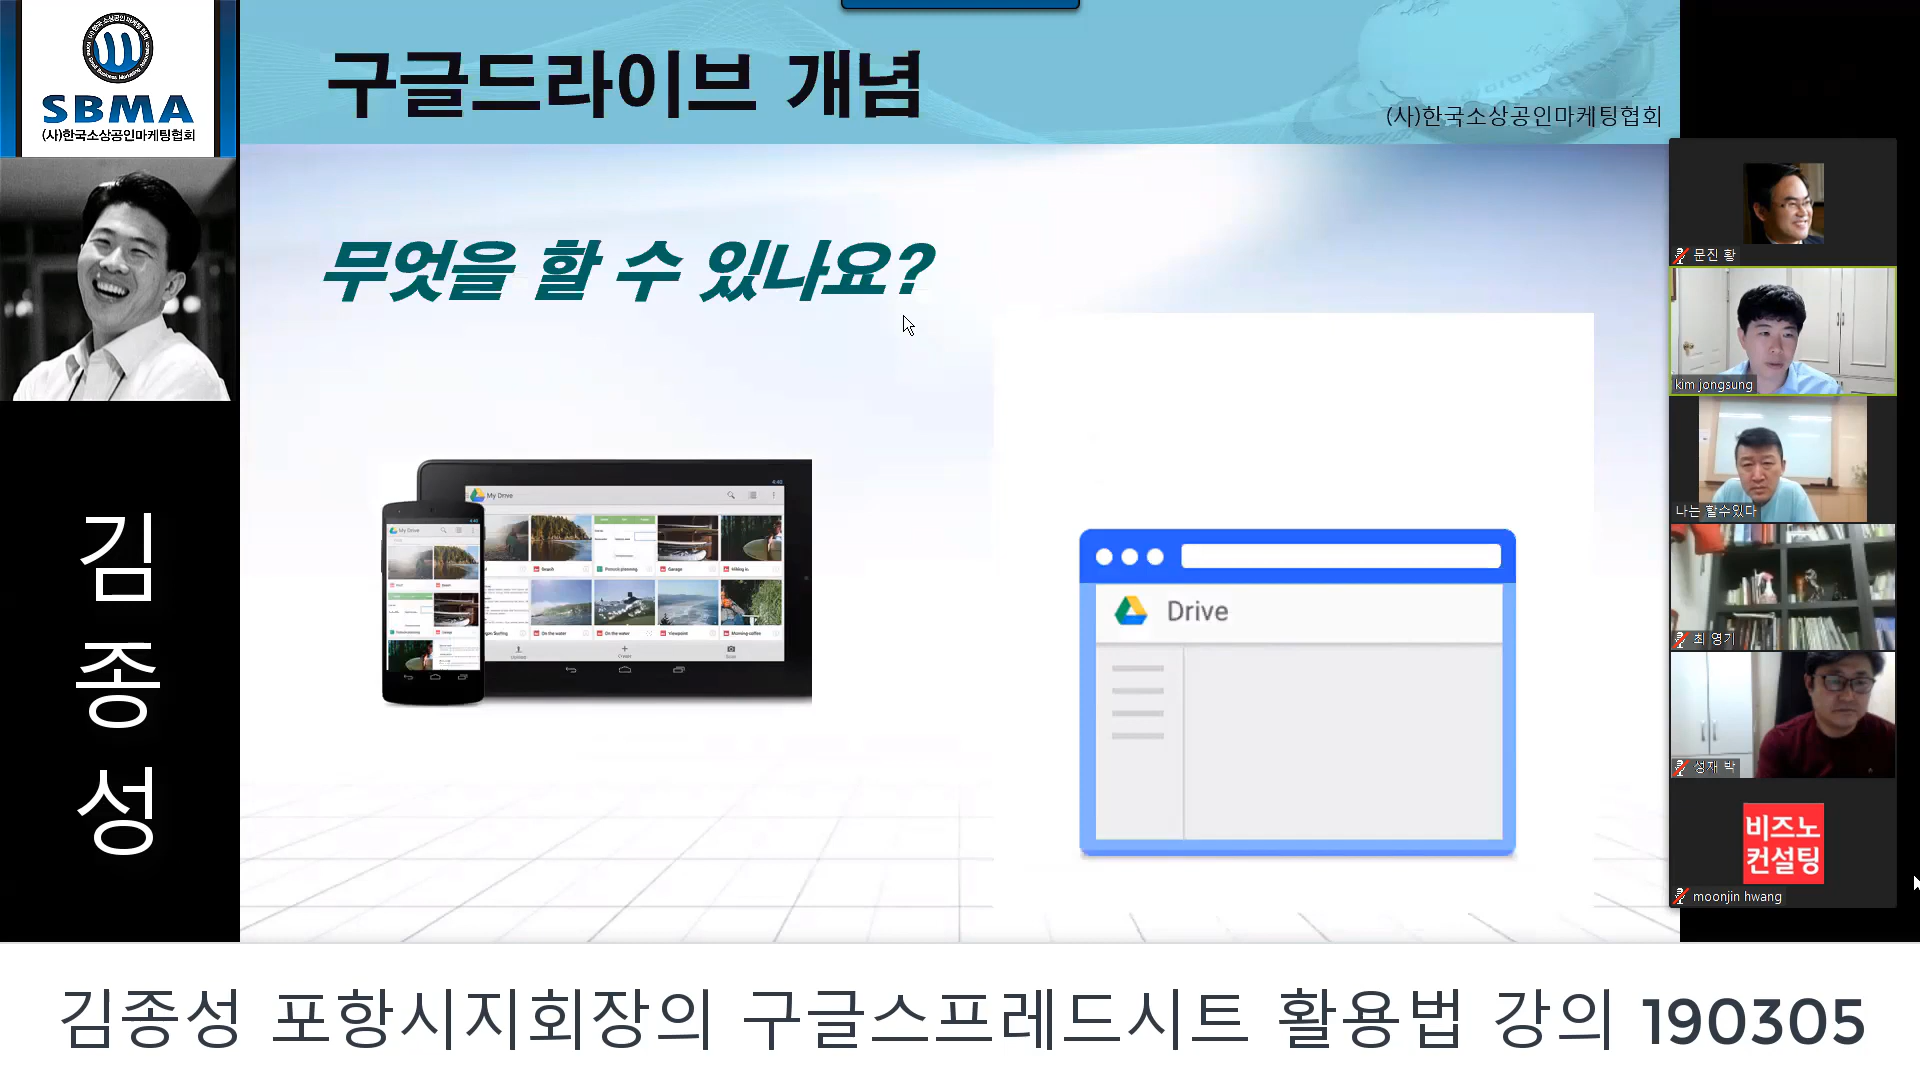 SBMA
(사)한국소상공인마케팅협회
구글드라이브 개념
(사)한국소상공인마케팅협회
무엇을 할 수 있나요?
My Drive
My Drive
Drive
김
종
성
문진 황
kim jongsung
나는 할수있다
최 영기
성재 박
비즈노
컨설팅
moonjin hwang
김종성 포항시지회장의 구글스프레드시트 활용법 강의 190305